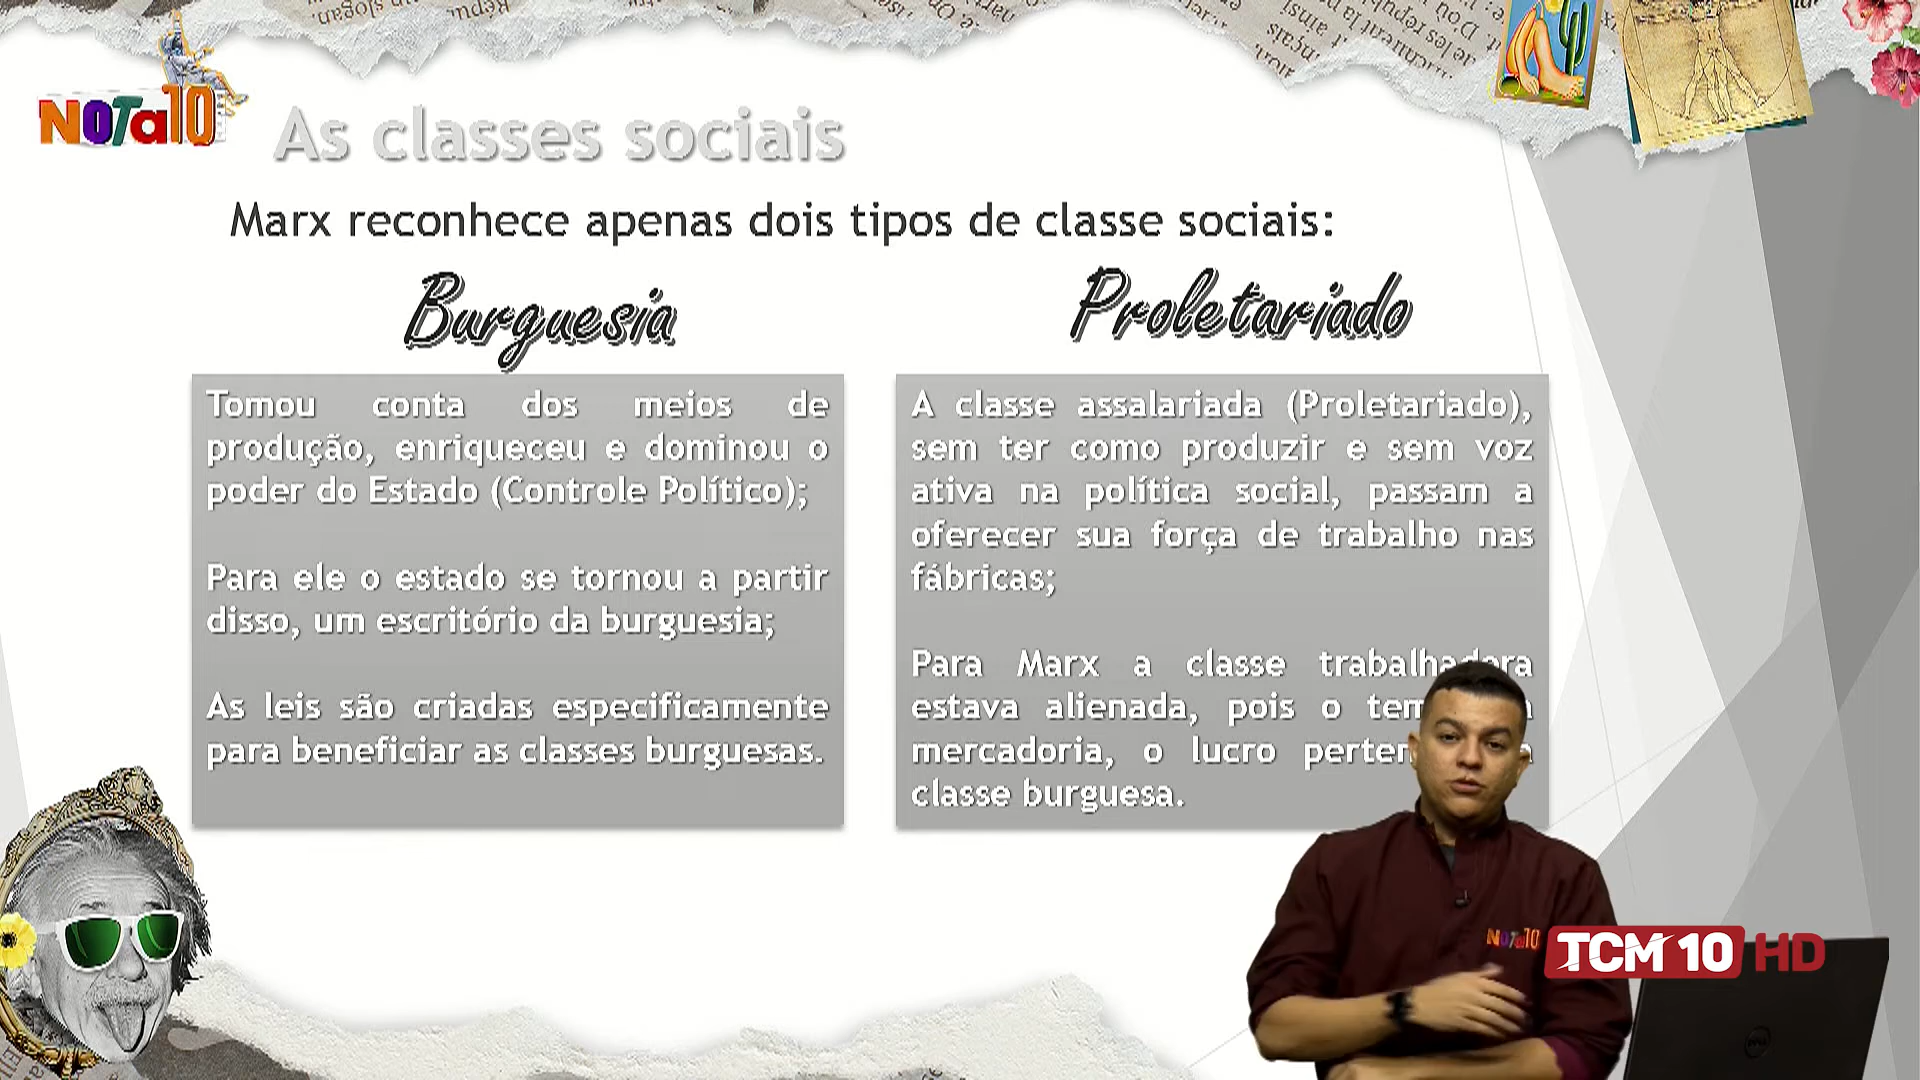 NOTa10
As classes sociais
Marx reconhece apenas dois tipos de classe sociais:
Burguesia
Tomou conta dos meios de
produção, enriqueceu e dominou o
poder do Estado (Controle Político);
Para ele o estado se tornou a partir
disso, um escritório da burguesia;
As leis são criadas especificamente
para beneficiar as classes burguesas.
Proletariado
A classe assalariada (Proletariado),
sem ter como produzir e sem voz
ativa na política social, passam a
oferecer sua força de trabalho nas
fábricas;
Para Marx a classe trabalhadora
estava alienada, pois o
mercadoria, o lucro
classe burguesa.
NOTa10
TCM 10 HD
DELL